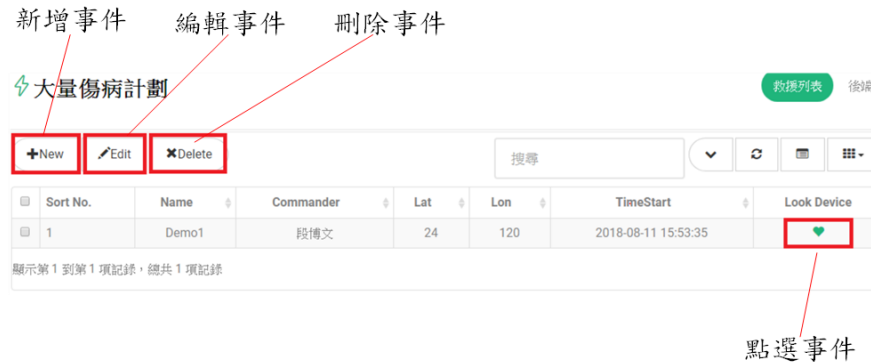 新增事件 編輯事件 刪除事件
大量傷病計劃 救援列表 後端
New Edit Delete 搜尋
Sort No. Name Commander Lat Lon TimeStart Look Device
1 Demo1 段博文 24 120 2018-08-11 15:53:35
顯示第 1 到第 1 項記錄，總共 1 項記錄
點選事件